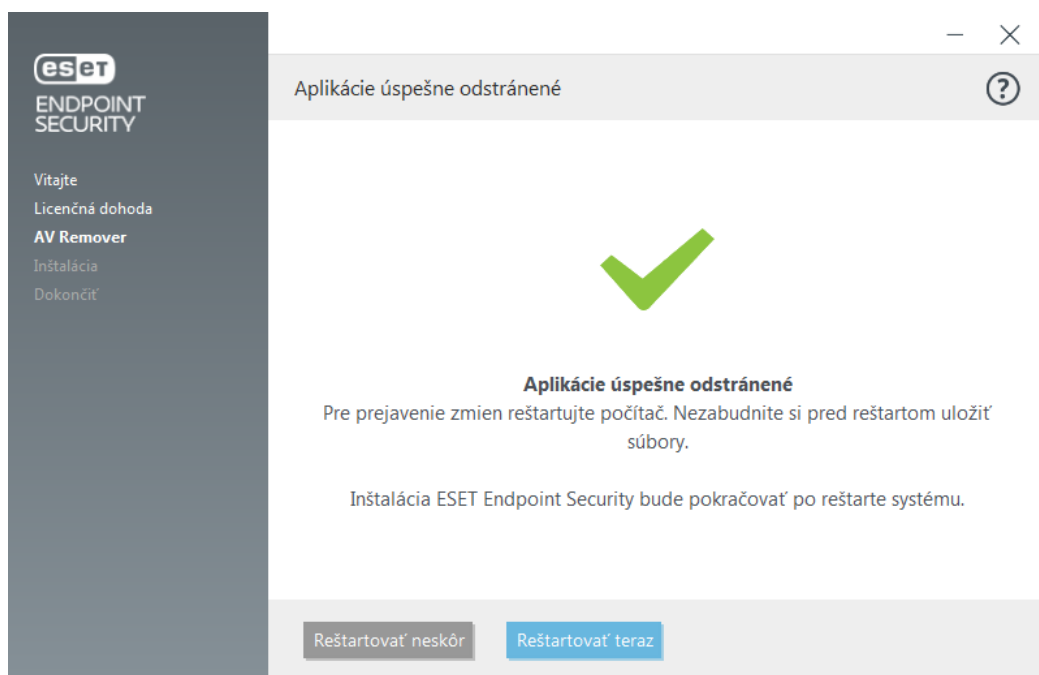 eset
ENDPOINT
SECURITY
Vitajte
Licenčná dohoda
AV Remover
Inštalácia
Dokončiť
Aplikácie úspešne odstránené
?
Aplikácie úspešne odstránené
Pre prejavenie zmien reštartujte počítač. Nezabudnite si pred reštartom uložiť
súbory.
Inštalácia ESET Endpoint Security bude pokračovať po reštarte systému.
Reštartovať neskôr
Reštartovať teraz